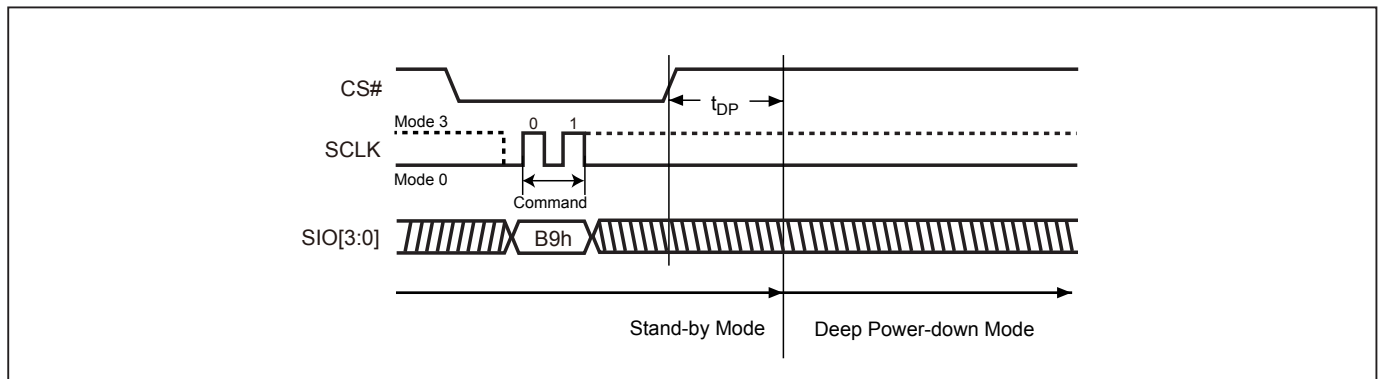 CS#
tDP
Mode 3
0 1
SCLK
Mode 0
Command
SIO[3:0]
B9h
Stand-by Mode
Deep Power-down Mode